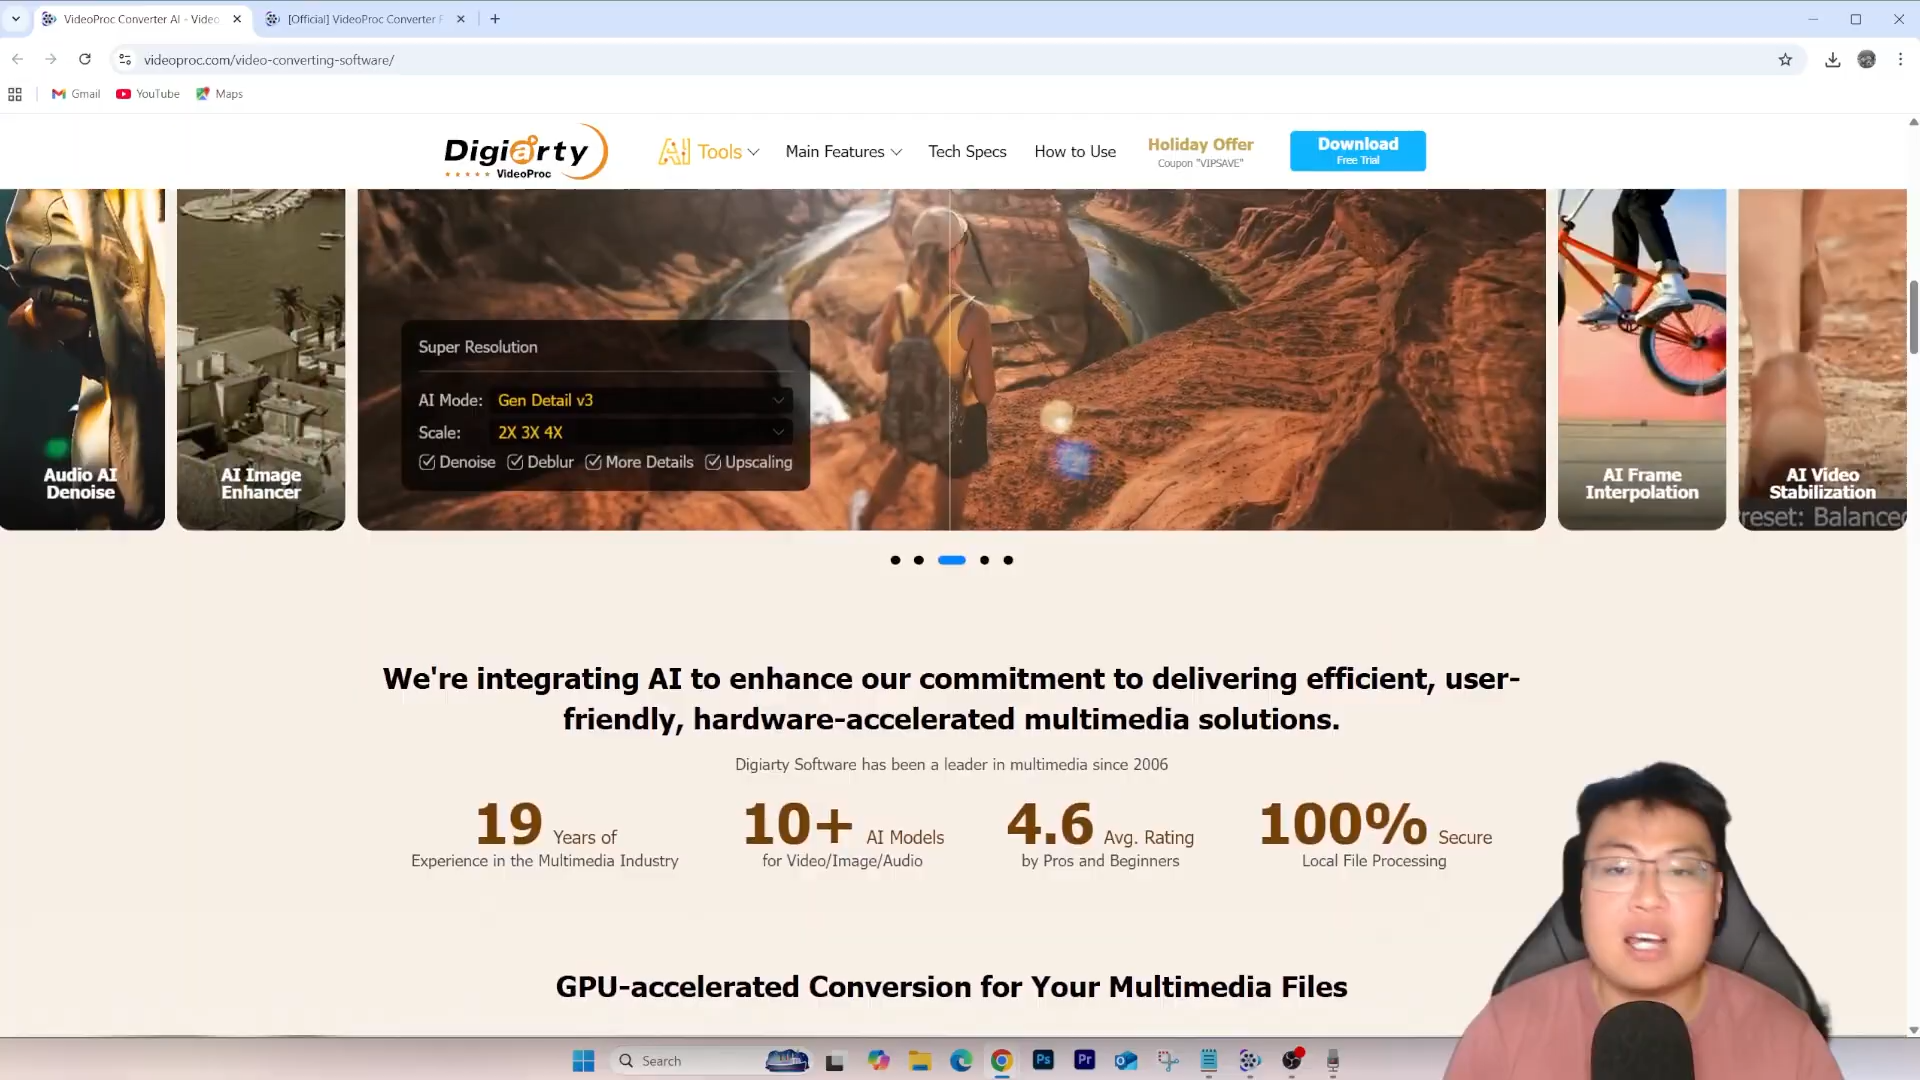 VideoProc Converter AI - Video
[Official] VideoProc Converter
videoproc.com/video-converting-software/
Gmail
YouTube
Maps
Digiarty
VideoProc
AI Tools
Main Features
Tech Specs
How to Use
Holiday Offer
Coupon "VIPSAVE"
Download
Free Trial
Super Resolution
AI Mode: Gen Detail v3
Scale: 2X 3X 4X
Denoise Deblur More Details Upscaling
Audio AI
Denoise
AI Image
Enhancer
AI Frame
Interpolation
AI Video
Stabilization
reset: Balanced
We're integrating AI to enhance our commitment to delivering efficient, user-
friendly, hardware-accelerated multimedia solutions.
Digiarty Software has been a leader in multimedia since 2006
19 Years of
Experience in the Multimedia Industry
10+ AI Models
for Video/Image/Audio
4.6 Avg. Rating
by Pros and Beginners
100% Secure
Local File Processing
GPU-accelerated Conversion for Your Multimedia Files
Search
Ps
Pr